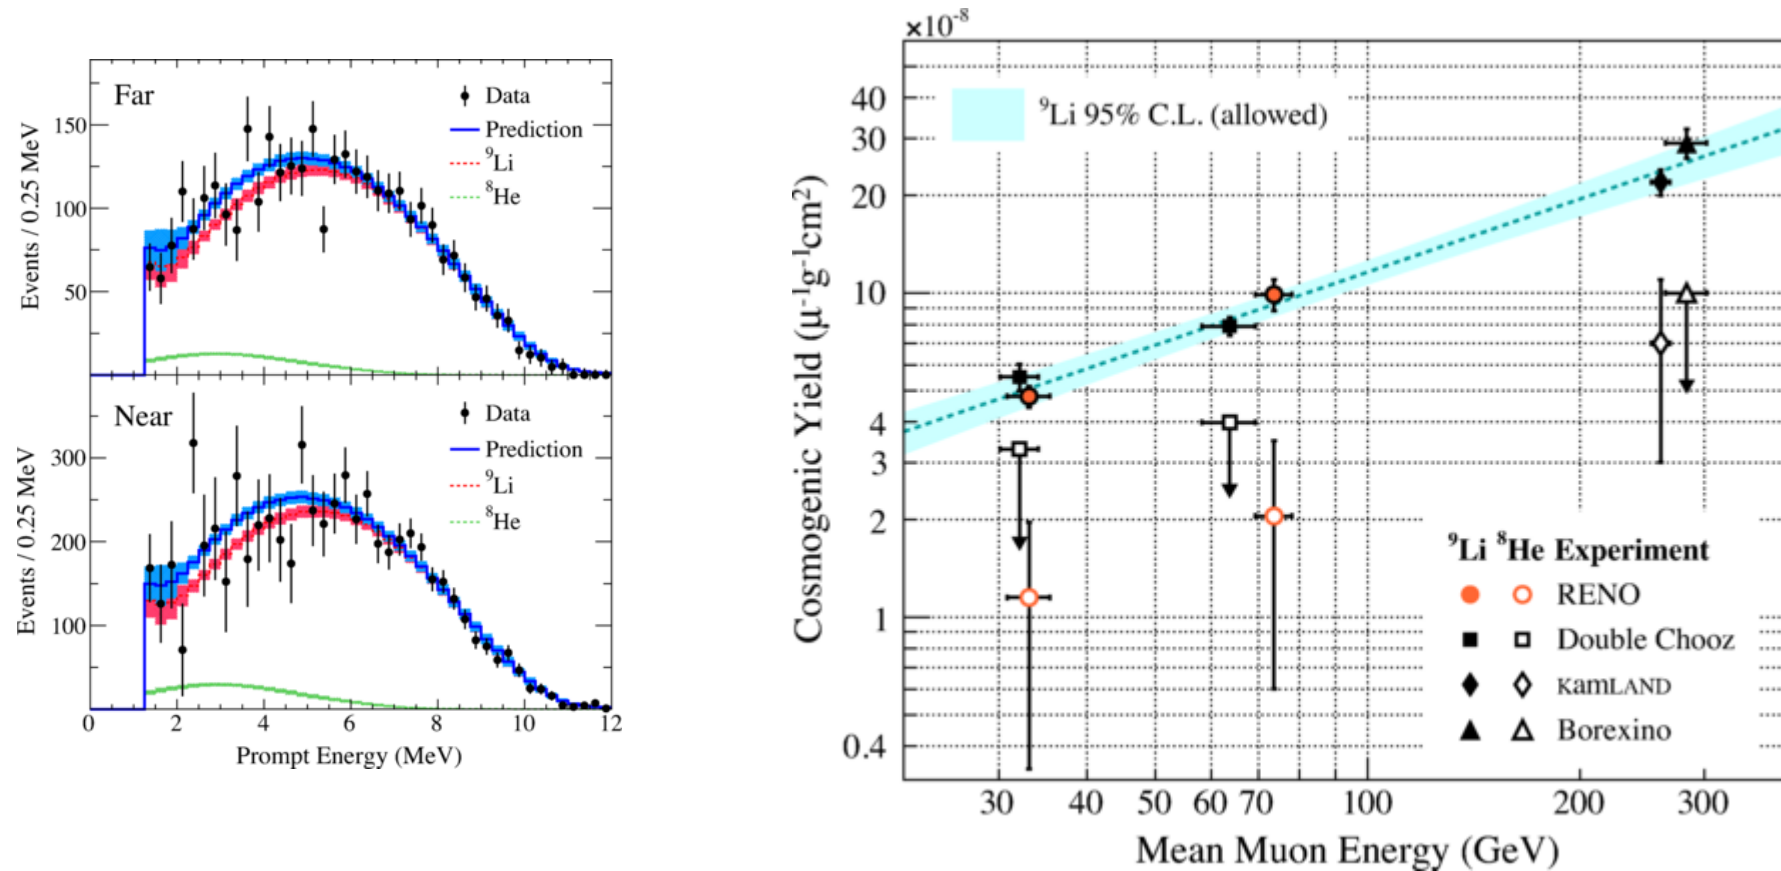 Far
Data
Prediction
⁹Li
⁸He
150
100
50
Events / 0.25 MeV
Near
Data
Prediction
⁹Li
⁸He
300
200
100
Events / 0.25 MeV
0 2 4 6 8 10 12
Prompt Energy (MeV)
×10⁻⁸
⁹Li 95% C.L. (allowed)
40
30
20
10
4
3
2
1
0.4
Cosmogenic Yield (μ⁻¹g⁻¹cm²)
⁹Li ⁸He Experiment
RENO
Double Chooz
KamLAND
Borexino
30 40 50 60 70 100 200 300
Mean Muon Energy (GeV)